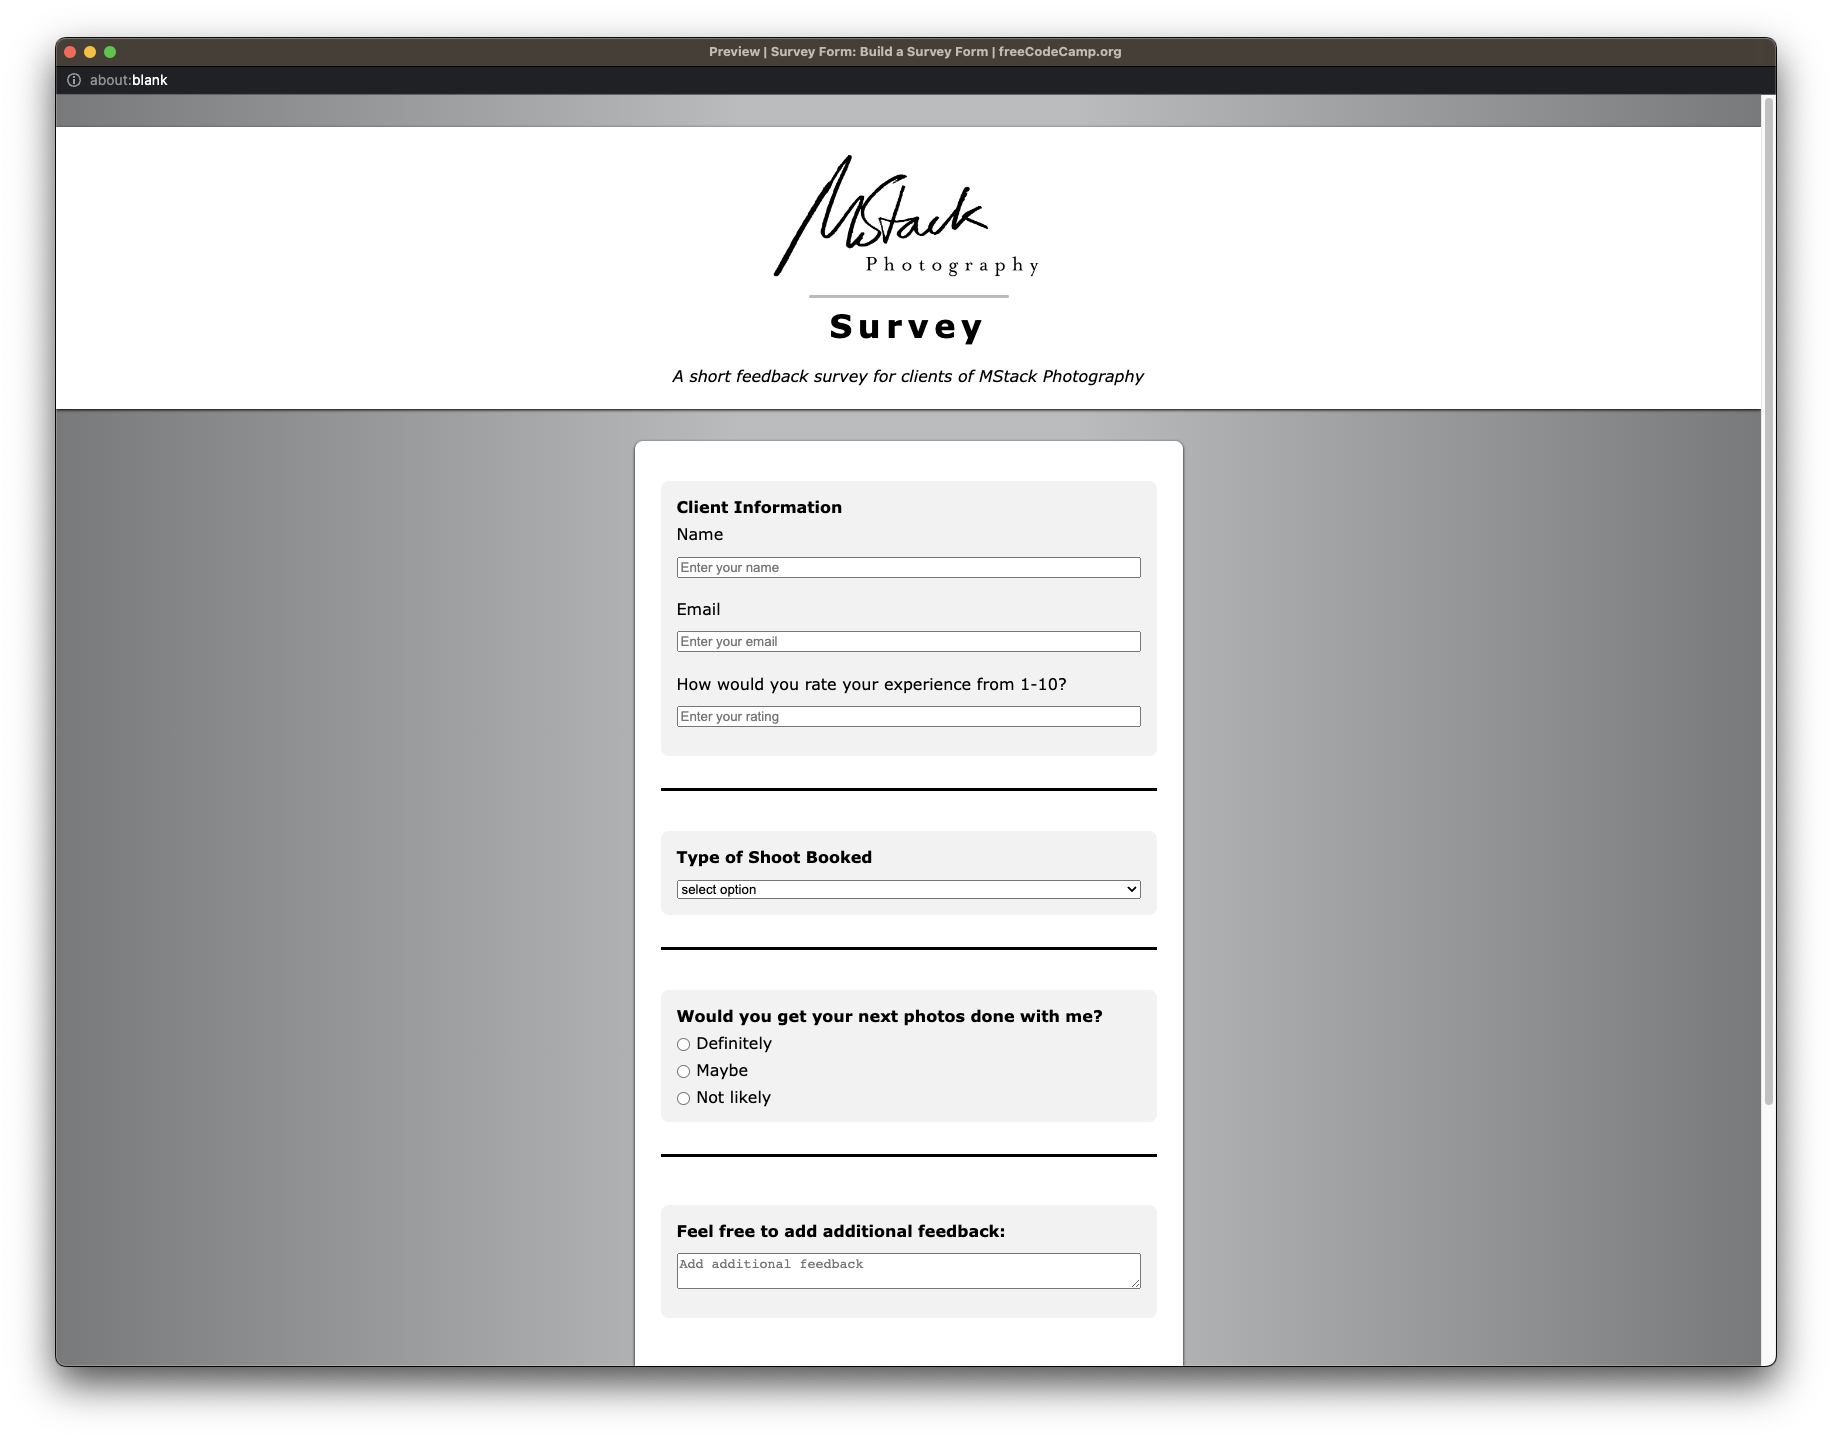 Preview | Survey Form: Build a Survey Form | freeCodeCamp.org
about:blank
MStack
Photography
Survey
A short feedback survey for clients of MStack Photography
Client Information
Name
Enter your name
Email
Enter your email
How would you rate your experience from 1-10?
Enter your rating
Type of Shoot Booked
select option
Would you get your next photos done with me?
Definitely
Maybe
Not likely
Feel free to add additional feedback:
Add additional feedback